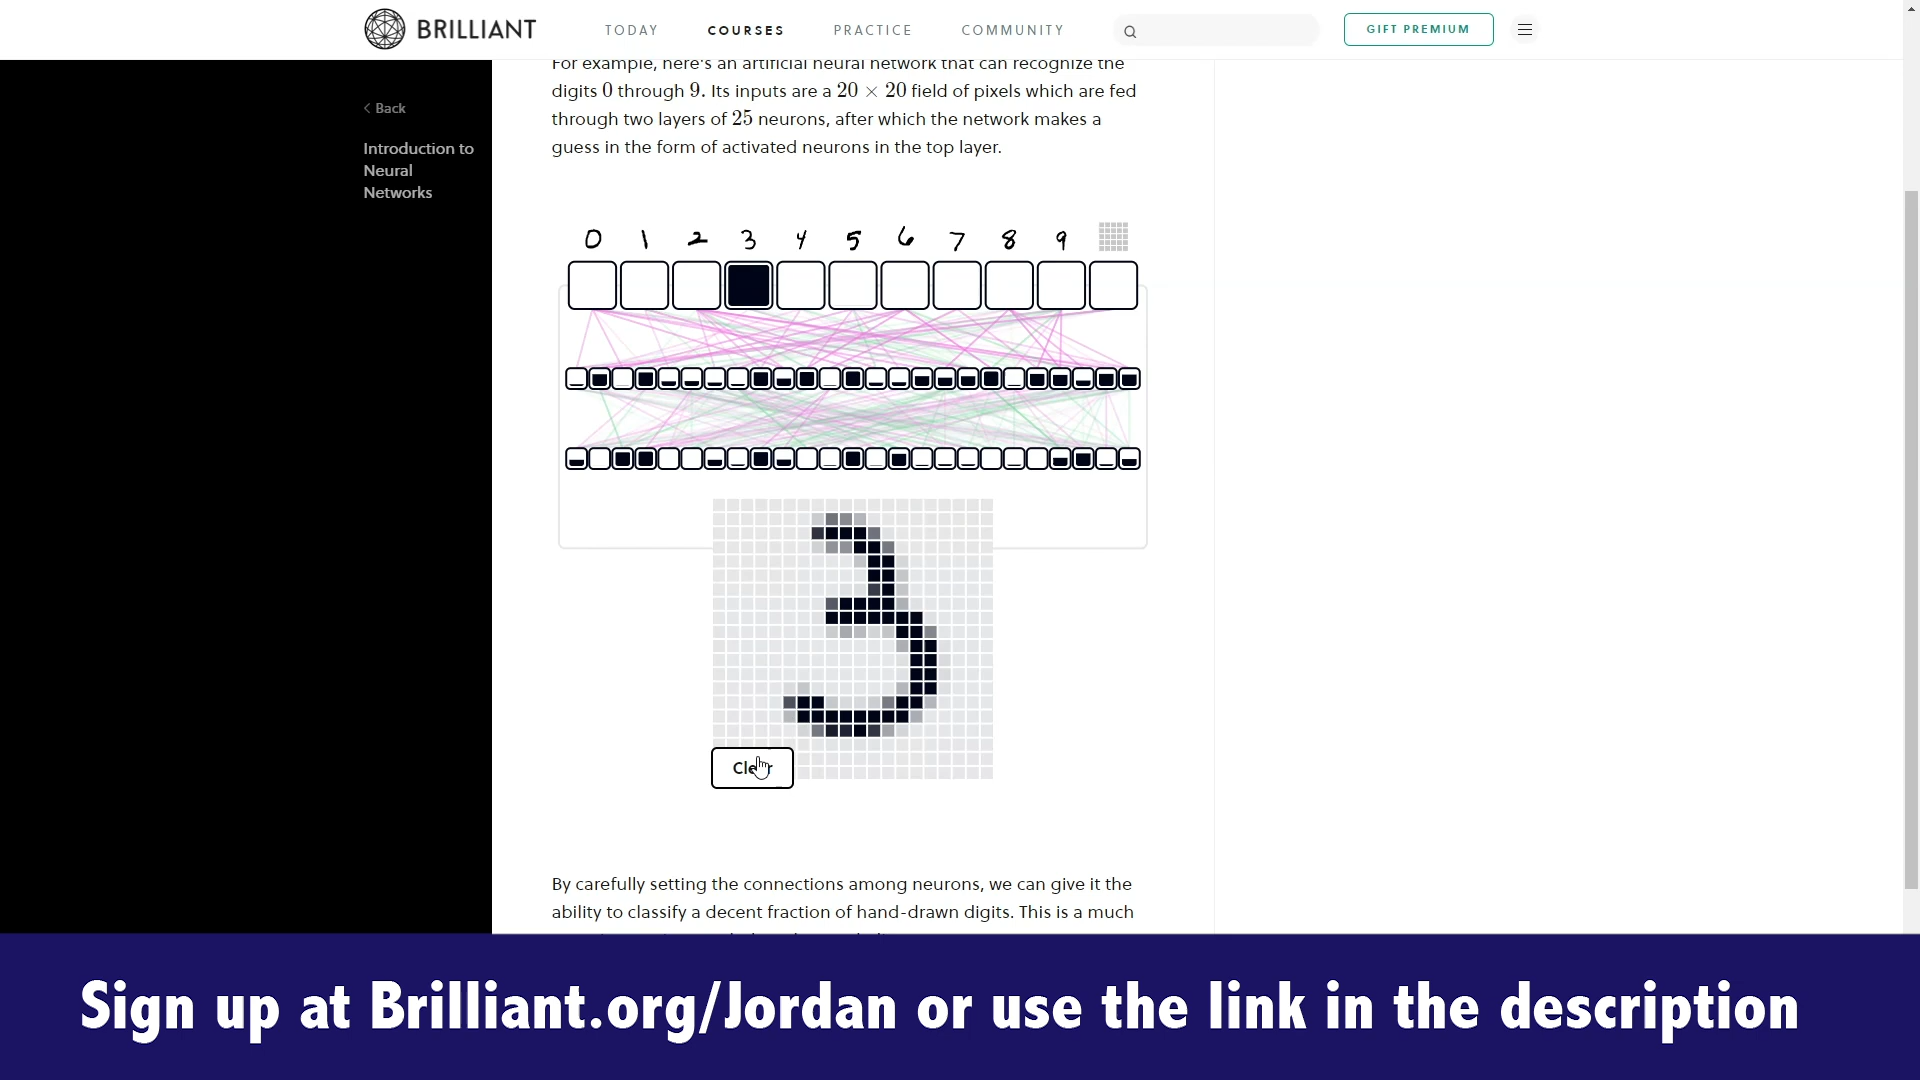 BRILLIANT
TODAY
COURSES
PRACTICE
COMMUNITY
GIFT PREMIUM
< Back
Introduction to
Neural
Networks
For example, here's an artificial neural network that can recognize the
digits 0 through 9. Its inputs are a 20 × 20 field of pixels which are fed
through two layers of 25 neurons, after which the network makes a
guess in the form of activated neurons in the top layer.
0 1 2 3 4 5 6 7 8 9
3
By carefully setting the connections among neurons, we can give it the
ability to classify a decent fraction of hand-drawn digits. This is a much
Sign up at Brilliant.org/Jordan or use the link in the description